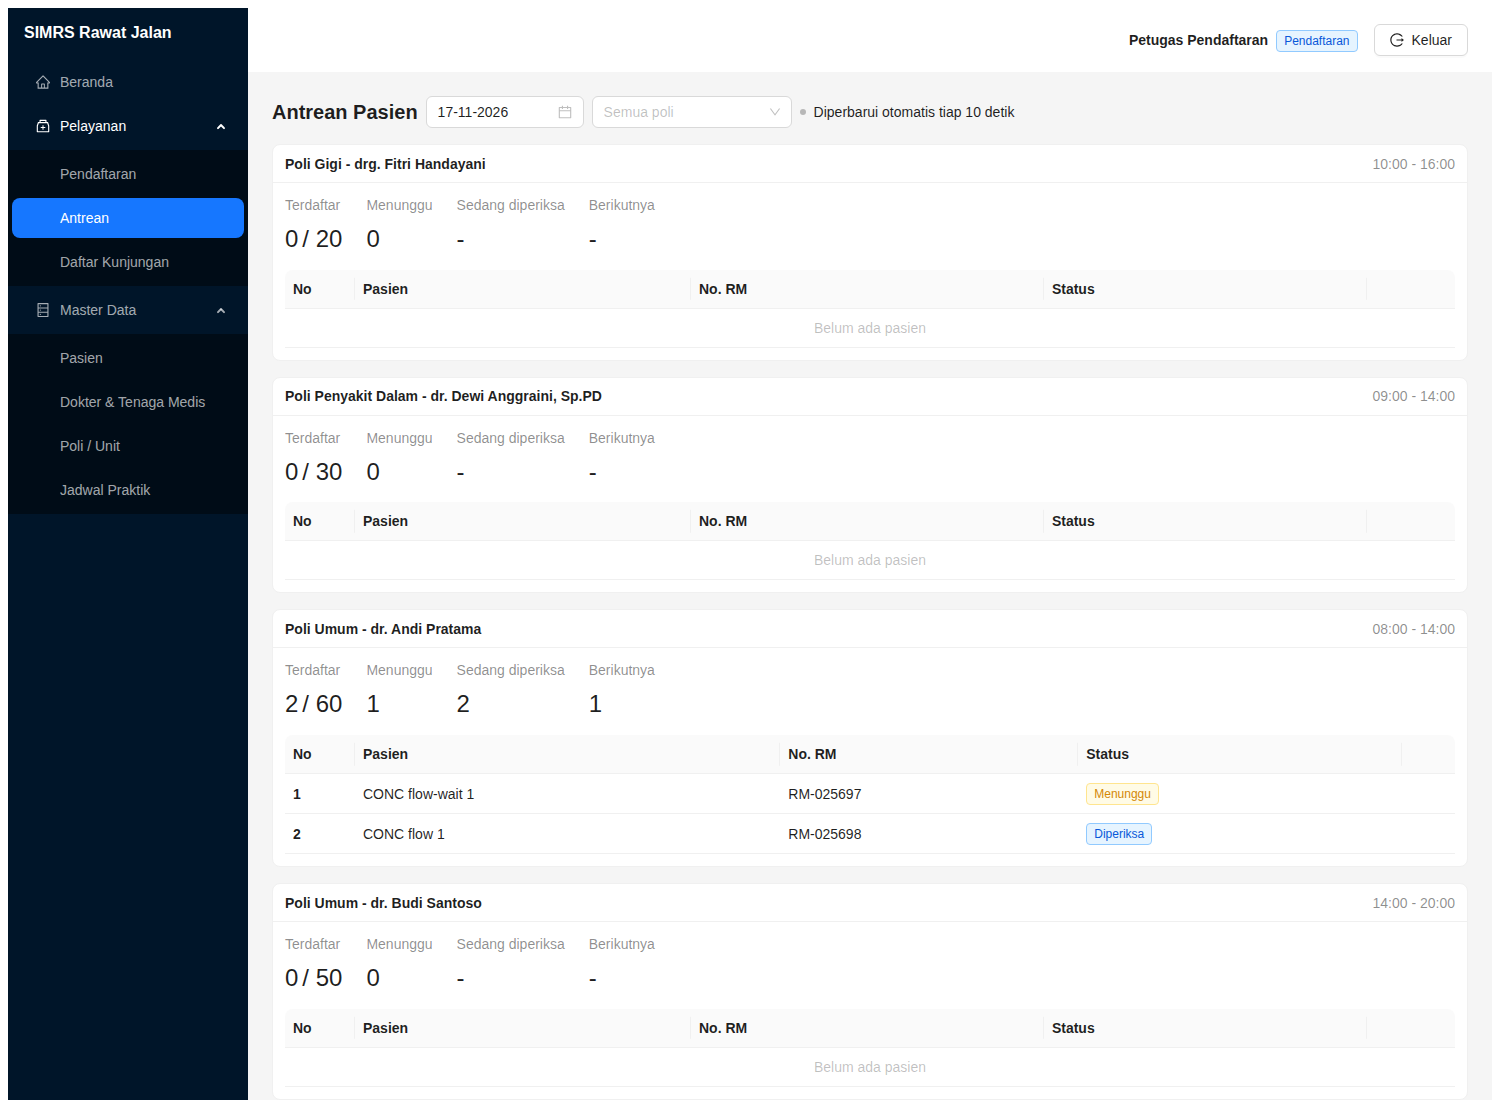 SIMRS Rawat Jalan
Petugas Pendaftaran Pendaftaran Keluar
Beranda
Pelayanan
Pendaftaran
Antrean
Daftar Kunjungan
Master Data
Pasien
Dokter & Tenaga Medis
Poli / Unit
Jadwal Praktik
Antrean Pasien 17-11-2026 Semua poli Diperbarui otomatis tiap 10 detik
Poli Gigi - drg. Fitri Handayani 10:00 - 16:00
Terdaftar Menunggu Sedang diperiksa Berikutnya
0 / 20 0 - -
No Pasien No. RM Status
Belum ada pasien
Poli Penyakit Dalam - dr. Dewi Anggraini, Sp.PD 09:00 - 14:00
Terdaftar Menunggu Sedang diperiksa Berikutnya
0 / 30 0 - -
No Pasien No. RM Status
Belum ada pasien
Poli Umum - dr. Andi Pratama 08:00 - 14:00
Terdaftar Menunggu Sedang diperiksa Berikutnya
2 / 60 1 2 1
No Pasien No. RM Status
1 CONC flow-wait 1 RM-025697 Menunggu
2 CONC flow 1 RM-025698 Diperiksa
Poli Umum - dr. Budi Santoso 14:00 - 20:00
Terdaftar Menunggu Sedang diperiksa Berikutnya
0 / 50 0 - -
No Pasien No. RM Status
Belum ada pasien